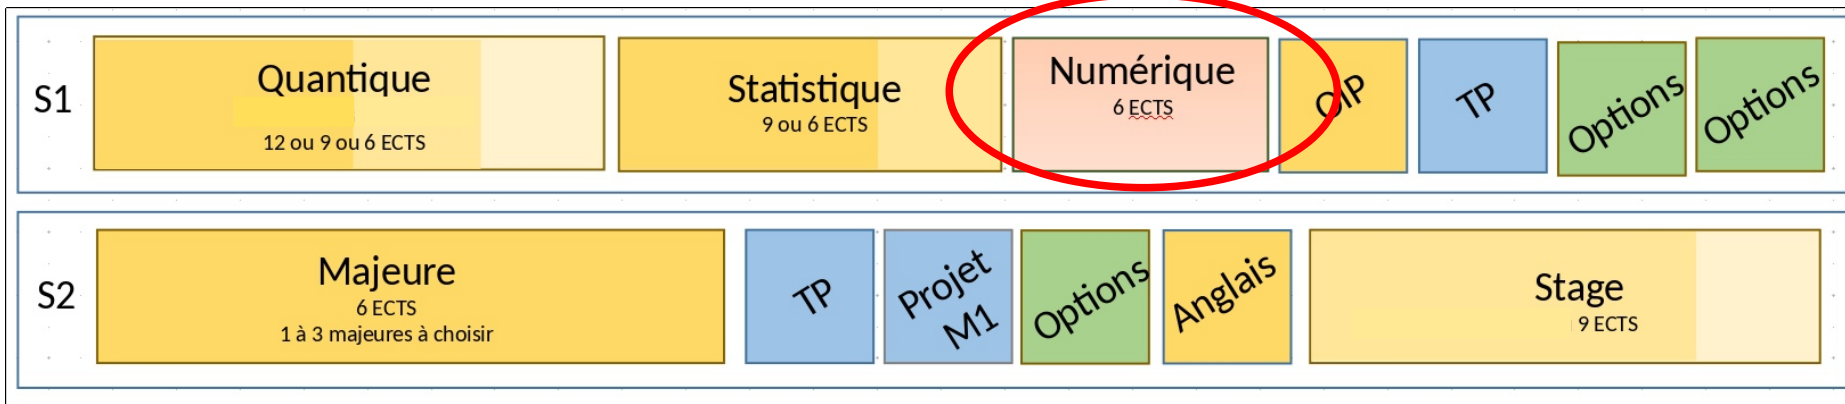 S1
Quantique
12 ou 9 ou 6 ECTS
Statistique
9 ou 6 ECTS
Numérique
6 ECTS
OIP
TP
Options
Options
S2
Majeure
6 ECTS
1 à 3 majeures à choisir
TP
Projet
M1
Options
Anglais
Stage
9 ECTS